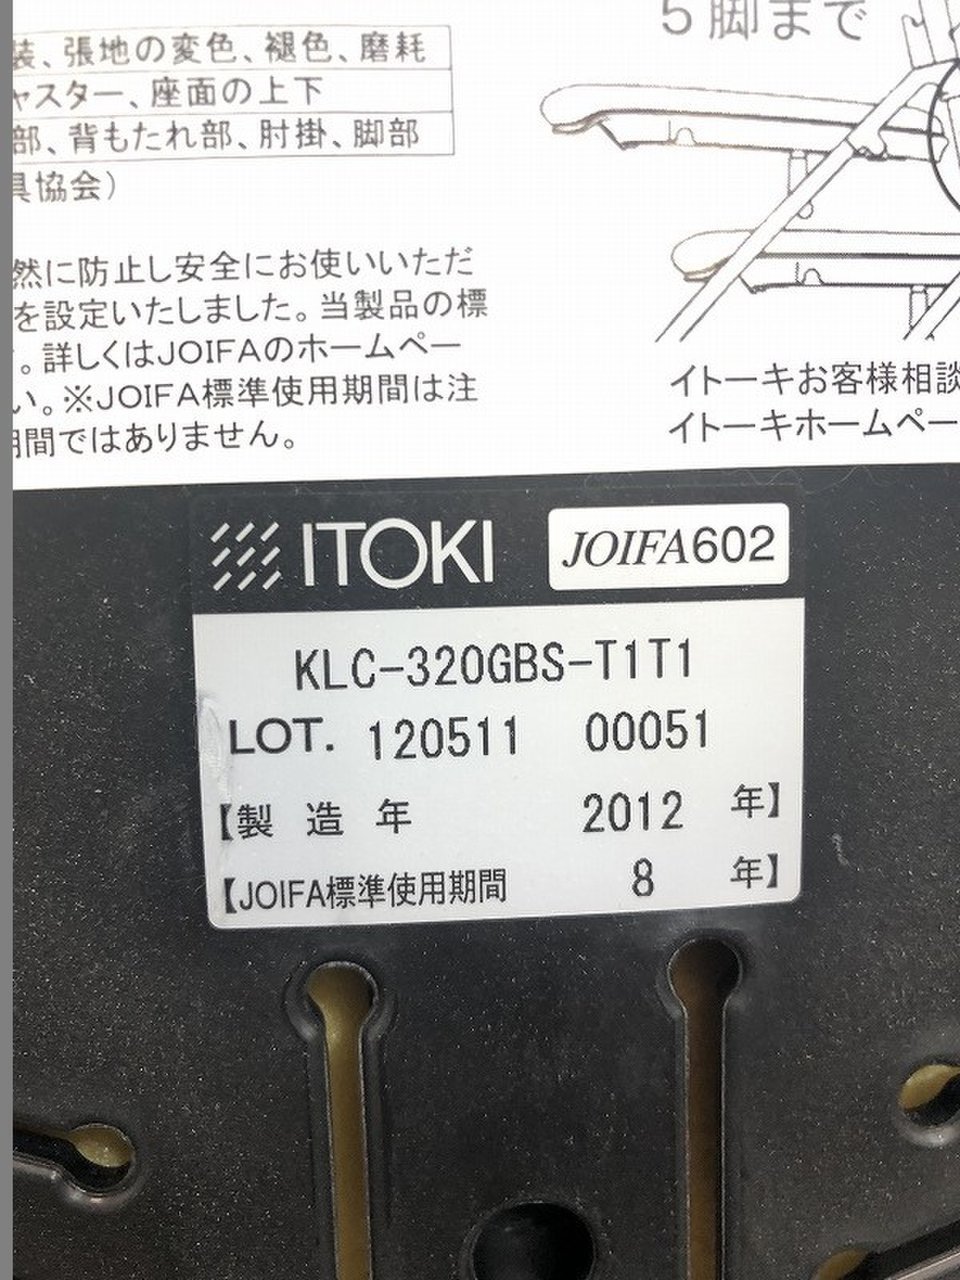 装、張地の変色、褪色、磨耗
ャスター、座面の上下
部、背もたれ部、肘掛、脚部
具協会）
5脚まで
然に防止し安全にお使いいただ
を設定いたしました。当製品の標
。詳しくはJOIFAのホームペー
い。※JOIFA標準使用期間は注
期間ではありません。
イトーキお客様相談
イトーキホームペー
ITOKI JOIFA602
KLC-320GBS-T1T1
LOT. 120511 00051
【製造年 2012 年】
【JOIFA標準使用期間 8 年】